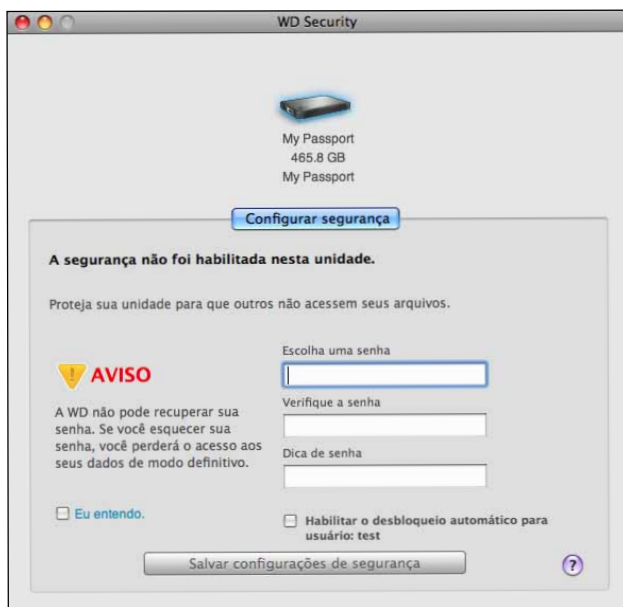 WD Security
My Passport
465.8 GB
My Passport
Configurar segurança
A segurança não foi habilitada nesta unidade.
Proteja sua unidade para que outros não acessem seus arquivos.
AVISO
A WD não pode recuperar sua
senha. Se você esquecer sua
senha, você perderá o acesso aos
seus dados de modo definitivo.
Eu entendo.
Escolha uma senha
Verifique a senha
Dica de senha
Habilitar o desbloqueio automático para
usuário: test
Salvar configurações de segurança
?